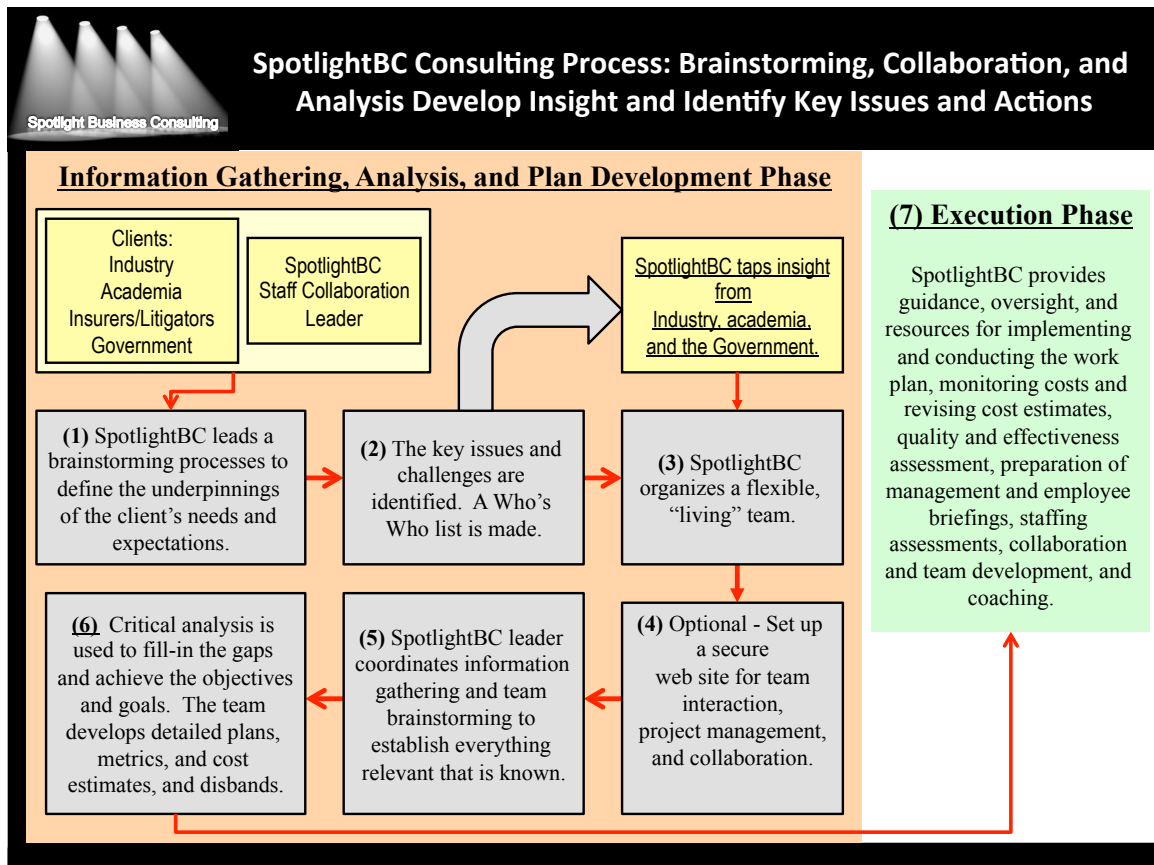 Spotlight Business Consulting
SpotlightBC Consulting Process: Brainstorming, Collaboration, and
Analysis Develop Insight and Identify Key Issues and Actions
Information Gathering, Analysis, and Plan Development Phase
Clients:
Industry
Academia
Insurers/Litigators
Government
SpotlightBC
Staff Collaboration
Leader
SpotlightBC taps insight
from
Industry, academia,
and the Government.
(1) SpotlightBC leads a
brainstorming processes to
define the underpinnings
of the client’s needs and
expectations.
(2) The key issues and
challenges are
identified. A Who’s
Who list is made.
(3) SpotlightBC
organizes a flexible,
“living” team.
(4) Optional - Set up
a secure
web site for team
interaction,
project management,
and collaboration.
(5) SpotlightBC leader
coordinates information
gathering and team
brainstorming to
establish everything
relevant that is known.
(6) Critical analysis is
used to fill-in the gaps
and achieve the objectives
and goals. The team
develops detailed plans,
metrics, and cost
estimates, and disbands.
(7) Execution Phase
SpotlightBC provides
guidance, oversight, and
resources for implementing
and conducting the work
plan, monitoring costs and
revising cost estimates,
quality and effectiveness
assessment, preparation of
management and employee
briefings, staffing
assessments, collaboration
and team development, and
coaching.